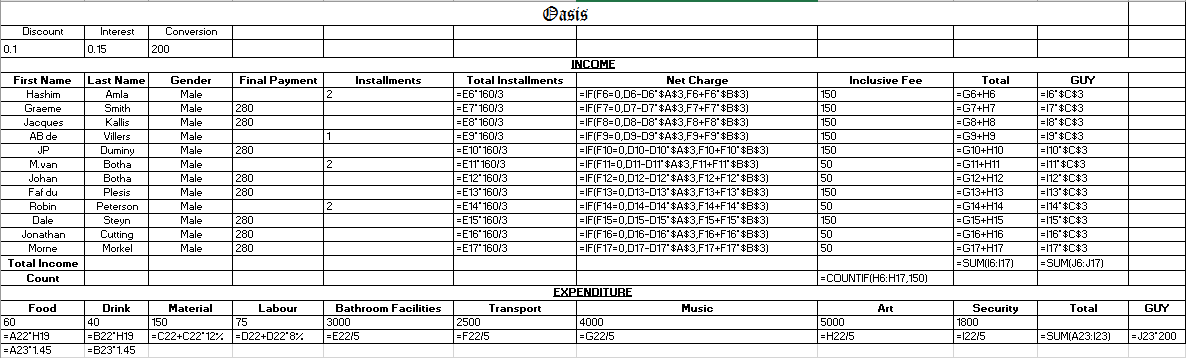 Oasis
Discount Interest Conversion
0.1 0.15 200
INCOME
First Name Last Name Gender Final Payment Installments Total Installments Net Charge Inclusive Fee Total GUY
Hashim Amla Male 2 =E6*160/3 =IF(F6=0,D6-D6*$A$3,F6+F6*$B$3) 150 =G6+H6 =I6*$C$3
Graeme Smith Male 280 =E7*160/3 =IF(F7=0,D7-D7*$A$3,F7+F7*$B$3) 150 =G7+H7 =I7*$C$3
Jacques Kallis Male 280 =E8*160/3 =IF(F8=0,D8-D8*$A$3,F8+F8*$B$3) 150 =G8+H8 =I8*$C$3
AB de Villers Male 1 =E9*160/3 =IF(F9=0,D9-D9*$A$3,F9+F9*$B$3) 150 =G9+H9 =I9*$C$3
JP Duminy Male 280 =E10*160/3 =IF(F10=0,D10-D10*$A$3,F10+F10*$B$3) 150 =G10+H10 =I10*$C$3
M.van Botha Male 2 =E11*160/3 =IF(F11=0,D11-D11*$A$3,F11+F11*$B$3) 50 =G11+H11 =I11*$C$3
Johan Botha Male 280 =E12*160/3 =IF(F12=0,D12-D12*$A$3,F12+F12*$B$3) 50 =G12+H12 =I12*$C$3
Faf du Plesis Male 280 =E13*160/3 =IF(F13=0,D13-D13*$A$3,F13+F13*$B$3) 150 =G13+H13 =I13*$C$3
Robin Peterson Male 2 =E14*160/3 =IF(F14=0,D14-D14*$A$3,F14+F14*$B$3) 50 =G14+H14 =I14*$C$3
Dale Steyn Male 280 =E15*160/3 =IF(F15=0,D15-D15*$A$3,F15+F15*$B$3) 150 =G15+H15 =I15*$C$3
Jonathan Cutting Male 280 =E16*160/3 =IF(F16=0,D16-D16*$A$3,F16+F16*$B$3) 50 =G16+H16 =I16*$C$3
Morne Morkel Male 280 =E17*160/3 =IF(F17=0,D17-D17*$A$3,F17+F17*$B$3) 50 =G17+H17 =I17*$C$3
Total Income =SUM(I6:I17) =SUM(J6:J17)
Count =COUNTIF(H6:H17,150)
EXPENDITURE
Food Drink Material Labour Bathroom Facilities Transport Music Art Security Total GUY
60 40 150 75 3000 2500 4000 5000 1800
=A22*H19 =B22*H19 =C22+C22*12% =D22+D22*8% =E22/5 =F22/5 =G22/5 =H22/5 =I22/5 =SUM(A23:I23) =J23*200
=A23*1.45 =B23*1.45